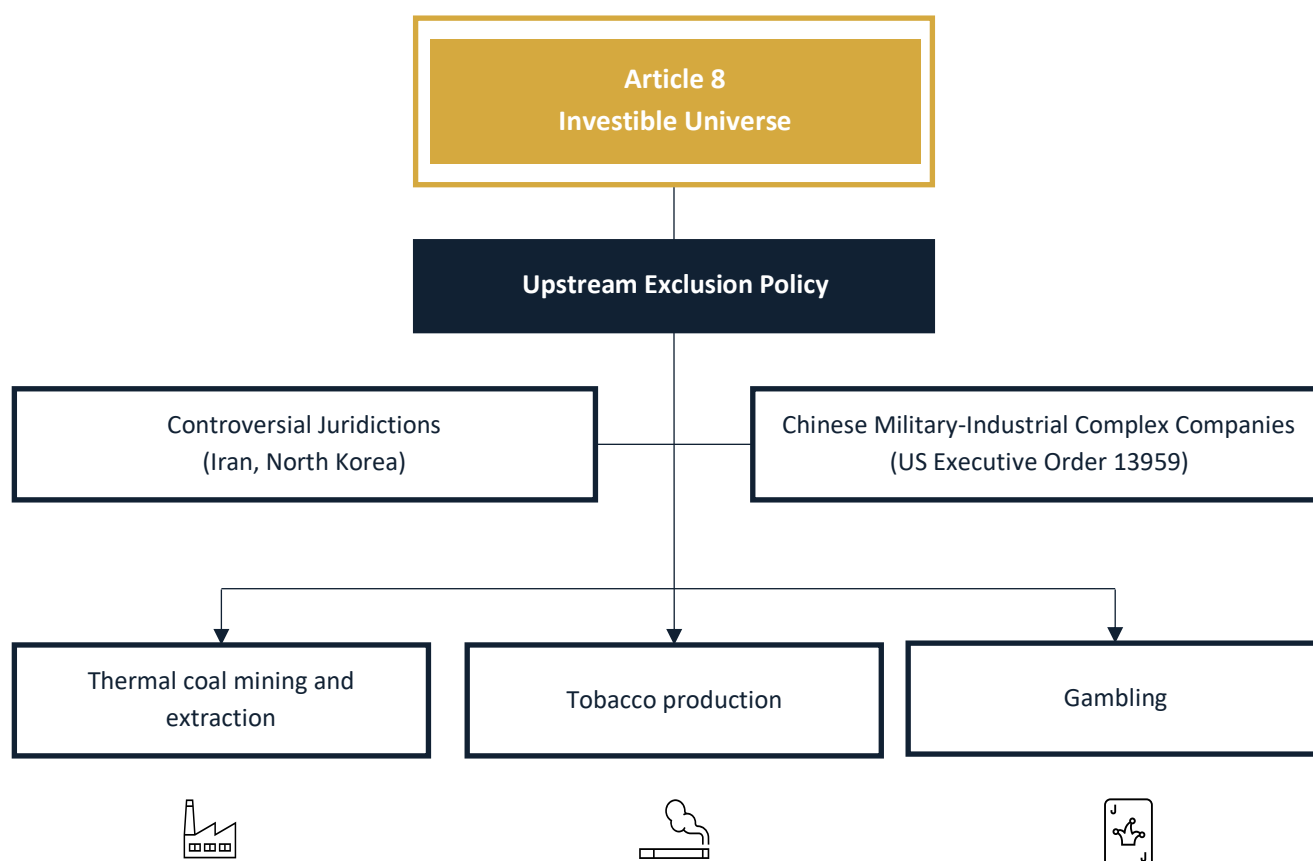 Article 8
Investible Universe
Upstream Exclusion Policy
Controversial Juridictions
(Iran, North Korea)
Chinese Military-Industrial Complex Companies
(US Executive Order 13959)
Thermal coal mining and
extraction
Tobacco production
Gambling
J
J